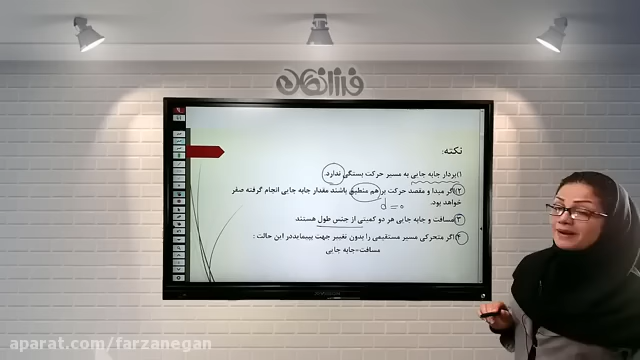 فرزانگان
نکته:
۱)بردار جابه جایی به مسیر حرکت بستگی ندارد.
۲)اگر مبدا و مقصد حرکت بر هم منطبق باشند مقدار جابه جایی انجام گرفته صفر
خواهد بود.
d = 0
۳)مسافت و جابه جایی هر دو کمیتی از جنس طول هستند.
۴)اگر متحرکی مسیر مستقیمی را بدون تغییر جهت بپیماید،در این حالت :
مسافت=جابه جایی
aparat.com/farzanegan